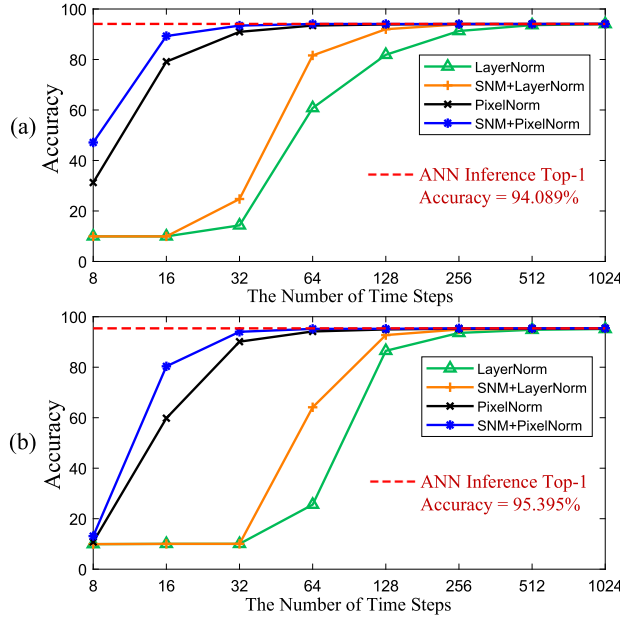 100
80
60
40
20
0
Accuracy
(a)
LayerNorm
SNM+LayerNorm
PixelNorm
SNM+PixelNorm
ANN Inference Top-1
Accuracy = 94.089%
8 16 32 64 128 256 512 1024
The Number of Time Steps
100
80
60
40
20
0
Accuracy
(b)
LayerNorm
SNM+LayerNorm
PixelNorm
SNM+PixelNorm
ANN Inference Top-1
Accuracy = 95.395%
8 16 32 64 128 256 512 1024
The Number of Time Steps